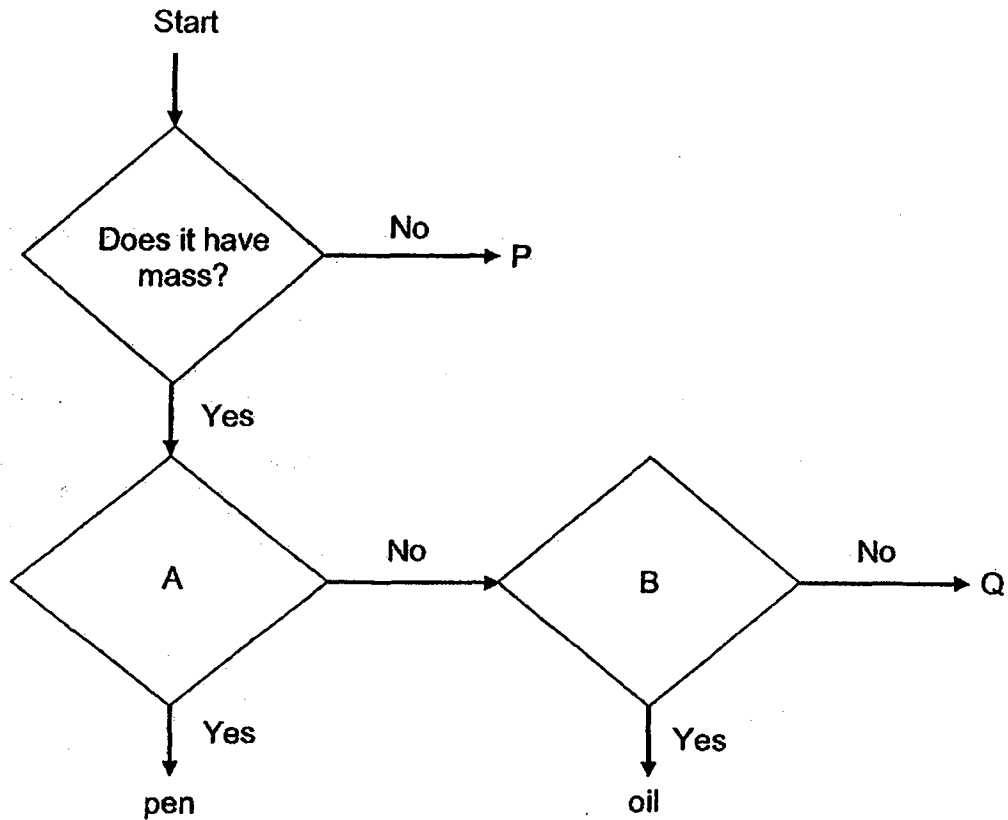 Start
Does it have
mass?
No
P
Yes
A
No
B
No
Q
Yes
pen
Yes
oil